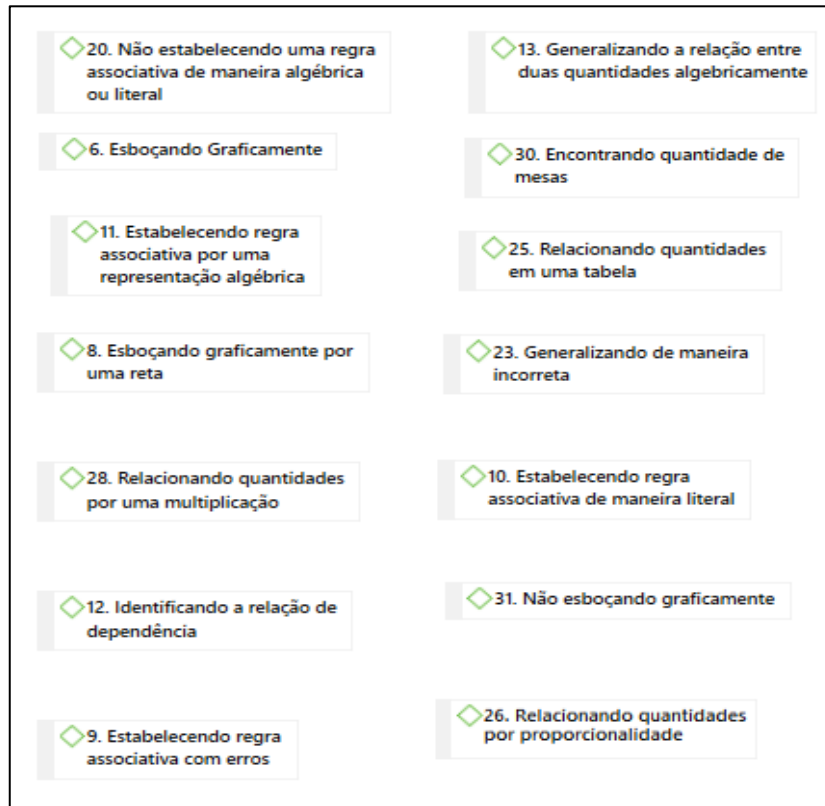 20. Não estabelecendo uma regra
associativa de maneira algébrica
ou literal
13. Generalizando a relação entre
duas quantidades algebricamente
6. Esboçando Graficamente
30. Encontrando quantidade de
mesas
11. Estabelecendo regra
associativa por uma
representação algébrica
25. Relacionando quantidades
em uma tabela
8. Esboçando graficamente por
uma reta
23. Generalizando de maneira
incorreta
28. Relacionando quantidades
por uma multiplicação
10. Estabelecendo regra
associativa de maneira literal
12. Identificando a relação de
dependência
31. Não esboçando graficamente
9. Estabelecendo regra
associativa com erros
26. Relacionando quantidades
por proporcionalidade